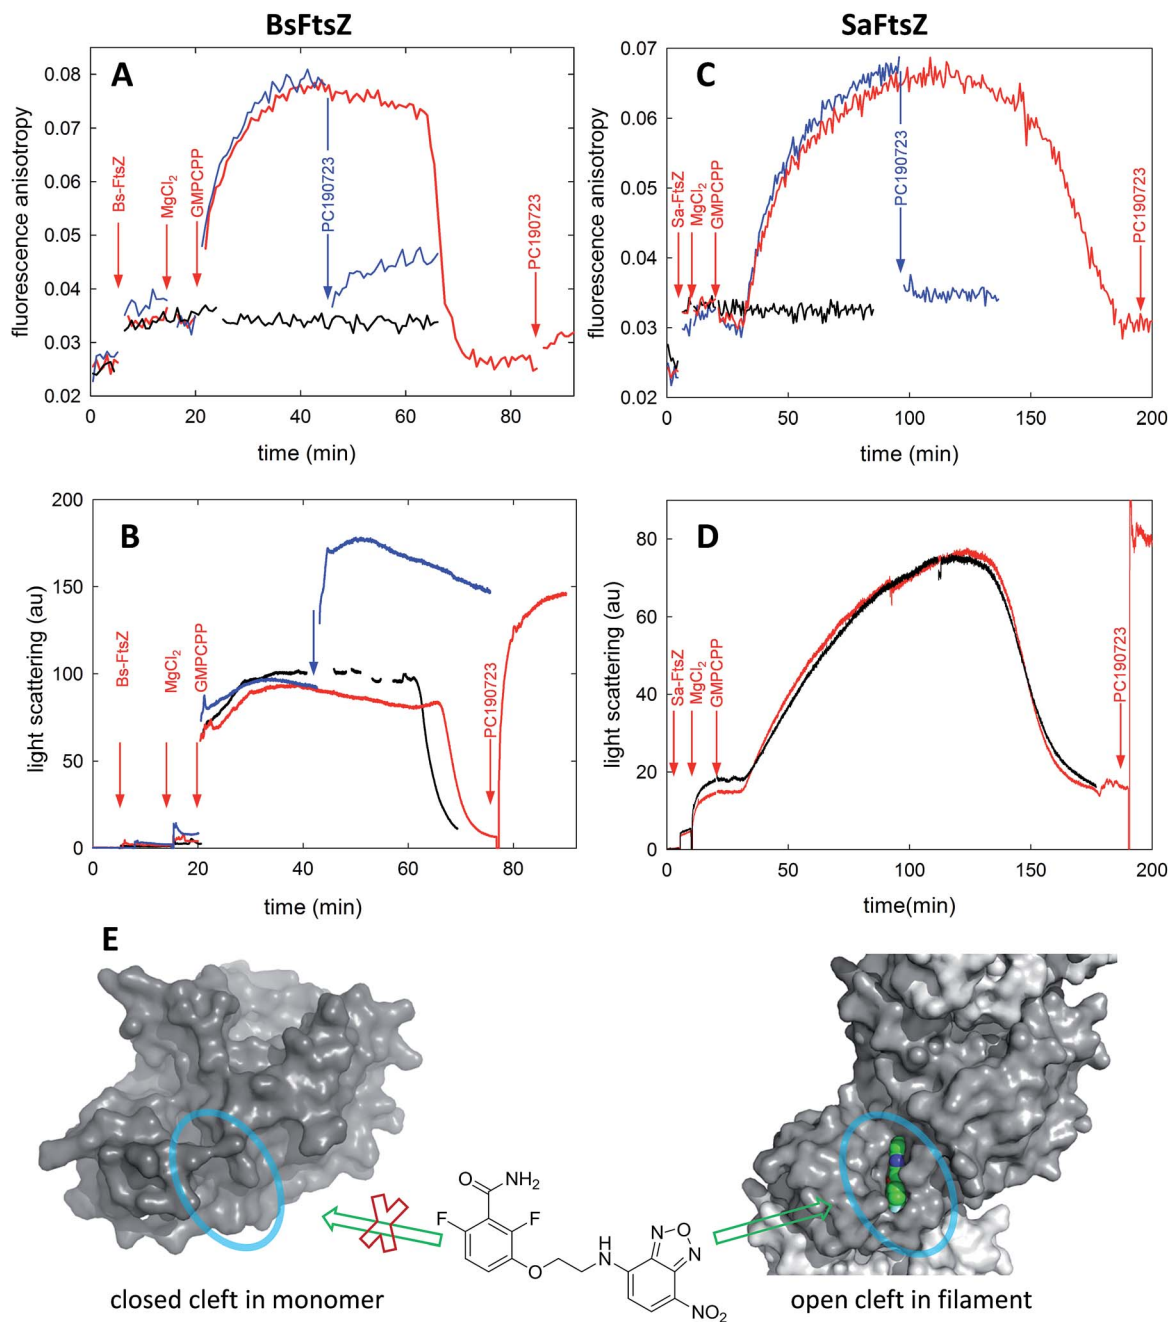 BsFtsZ
SaFtsZ
A
fluorescence anisotropy
0.08
0.07
0.06
0.05
0.04
0.03
0.02
Bs-FtsZ
MgCl₂
GMPCPP
PC190723
PC190723
0 20 40 60 80
time (min)
C
fluorescence anisotropy
0.07
0.06
0.05
0.04
0.03
0.02
Sa-FtsZ
MgCl₂
GMPCPP
PC190723
PC190723
0 50 100 150 200
time (min)
B
light scattering (au)
200
150
100
50
0
Bs-FtsZ
MgCl₂
GMPCPP
PC190723
0 20 40 60 80
time (min)
D
light scattering (au)
80
60
40
20
0
Sa-FtsZ
MgCl₂
GMPCPP
PC190723
0 50 100 150 200
time(min)
E
O NH₂
F F
O
H
N
N O N
NO₂
closed cleft in monomer
open cleft in filament